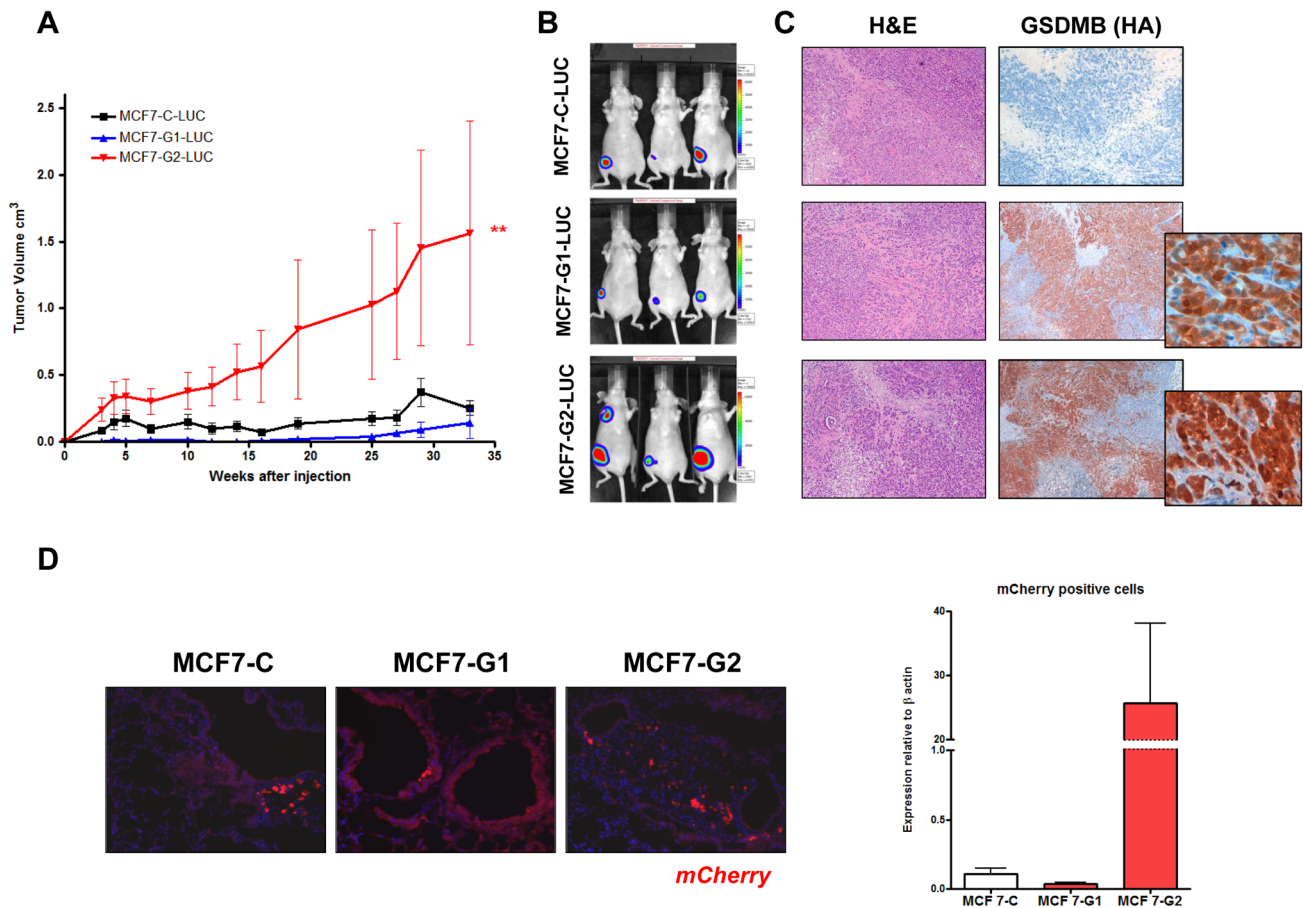 A
B
C
H&E
GSDMB (HA)
MCF7-C-LUC
MCF7-G1-LUC
MCF7-G2-LUC
2.5
2.0
1.5
1.0
0.5
0.0
Tumor Volume cm3
MCF7-C-LUC
MCF7-G1-LUC
MCF7-G2-LUC
**
0
5
10
15
20
25
30
35
Weeks after injection
D
MCF7-C
MCF7-G1
MCF7-G2
mCherry
mCherry positive cells
Expression relative to β actin
40
30
20
1.0
0.5
0.0
MCF 7-C
MCF 7-G1
MCF 7-G2